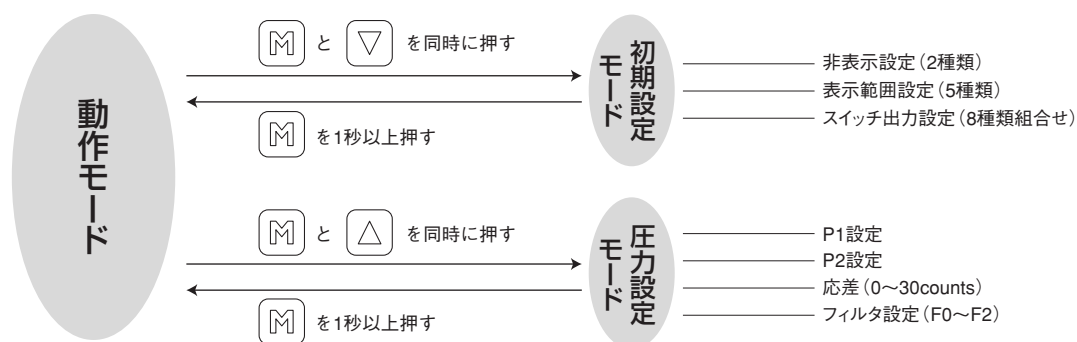 動作モード
M と ▽ を同時に押す
M を1秒以上押す
初期設定
モード
非表示設定(2種類)
表示範囲設定(5種類)
スイッチ出力設定(8種類組合せ)
M と △ を同時に押す
M を1秒以上押す
圧力設定
モード
P1設定
P2設定
応差(0~30counts)
フィルタ設定(F0~F2)